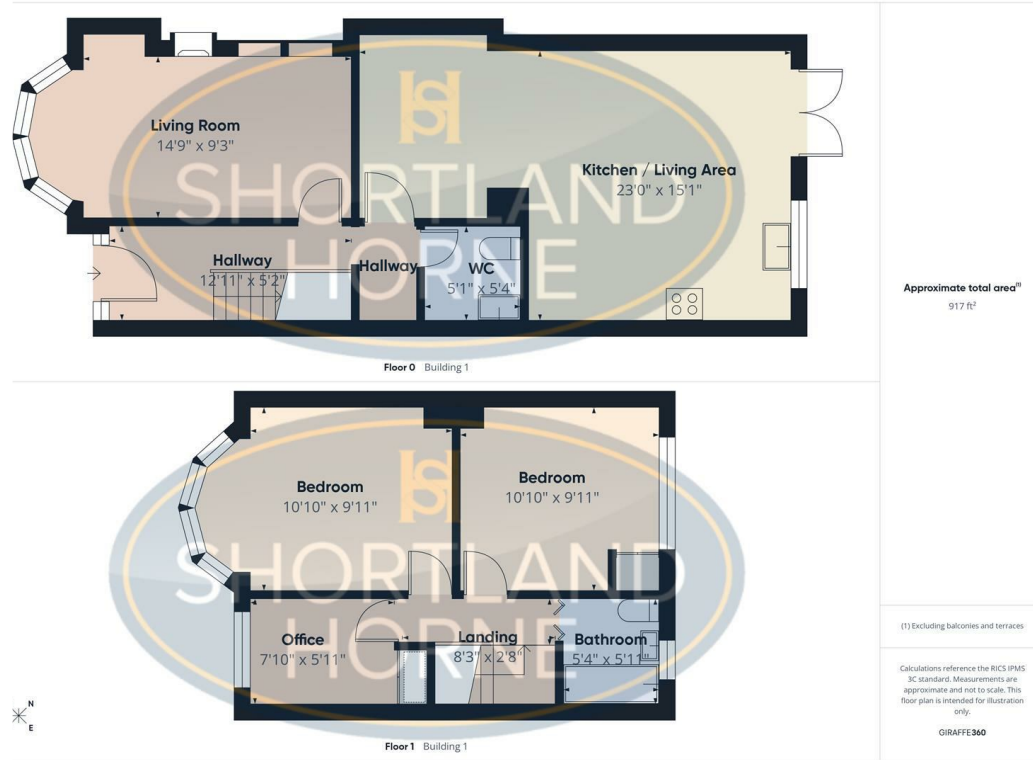 Living Room
14'9" x 9'3"
Kitchen / Living Area
23'0" x 15'1"
SHORTLAND
HORNE
Hallway
12'11" x 5'2"
Hallway
WC
5'1" x 5'4"
Floor 0 Building 1
Approximate total area(1)
917 ft²
Bedroom
10'10" x 9'11"
Bedroom
10'10" x 9'11"
SHORTLAND
HORNE
Office
7'10" x 5'11"
Landing
8'3" x 2'8"
Bathroom
5'4" x 5'11"
Floor 1 Building 1
N
E
(1) Excluding balconies and terraces
Calculations reference the RICS IPMS
3C standard. Measurements are
approximate and not to scale. This
floor plan is intended for illustration
only.
GIRAFFE360